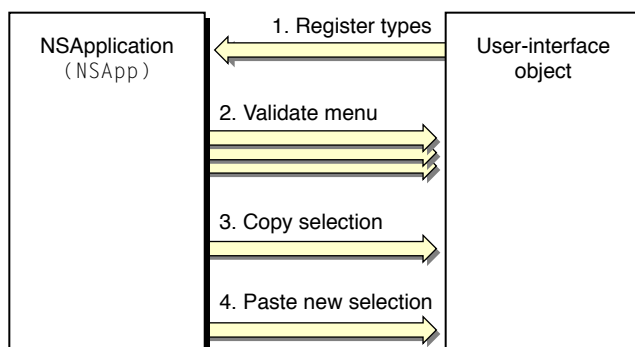 NSApplication
(NSApp)
1. Register types
User-interface
object
2. Validate menu
3. Copy selection
4. Paste new selection